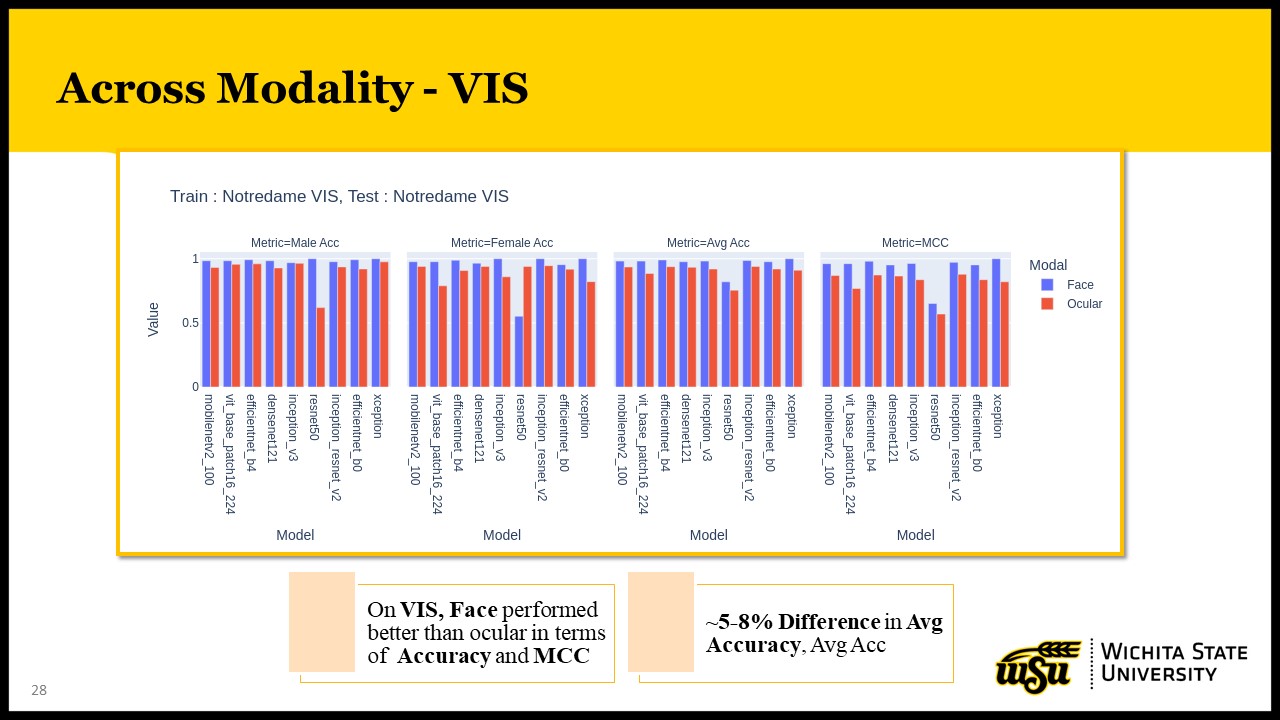 Across Modality - VIS
Train : Notredame VIS, Test : Notredame VIS
Metric=Male Acc
Metric=Female Acc
Metric=Avg Acc
Metric=MCC
Value
1
0.5
0
Modal
Face
Ocular
mobilenetv2_100
vit_base_patch16_224
efficientnet_b4
densenet121
inception_v3
resnet50
inception_resnet_v2
efficientnet_b0
xception
mobilenetv2_100
vit_base_patch16_224
efficientnet_b4
densenet121
inception_v3
resnet50
inception_resnet_v2
efficientnet_b0
xception
mobilenetv2_100
vit_base_patch16_224
efficientnet_b4
densenet121
inception_v3
resnet50
inception_resnet_v2
efficientnet_b0
xception
mobilenetv2_100
vit_base_patch16_224
efficientnet_b4
densenet121
inception_v3
resnet50
inception_resnet_v2
efficientnet_b0
xception
Model
Model
Model
Model
On VIS, Face performed
better than ocular in terms
of Accuracy and MCC
~5-8% Difference in Avg
Accuracy, Avg Acc
WSU
WICHITA STATE
UNIVERSITY
28